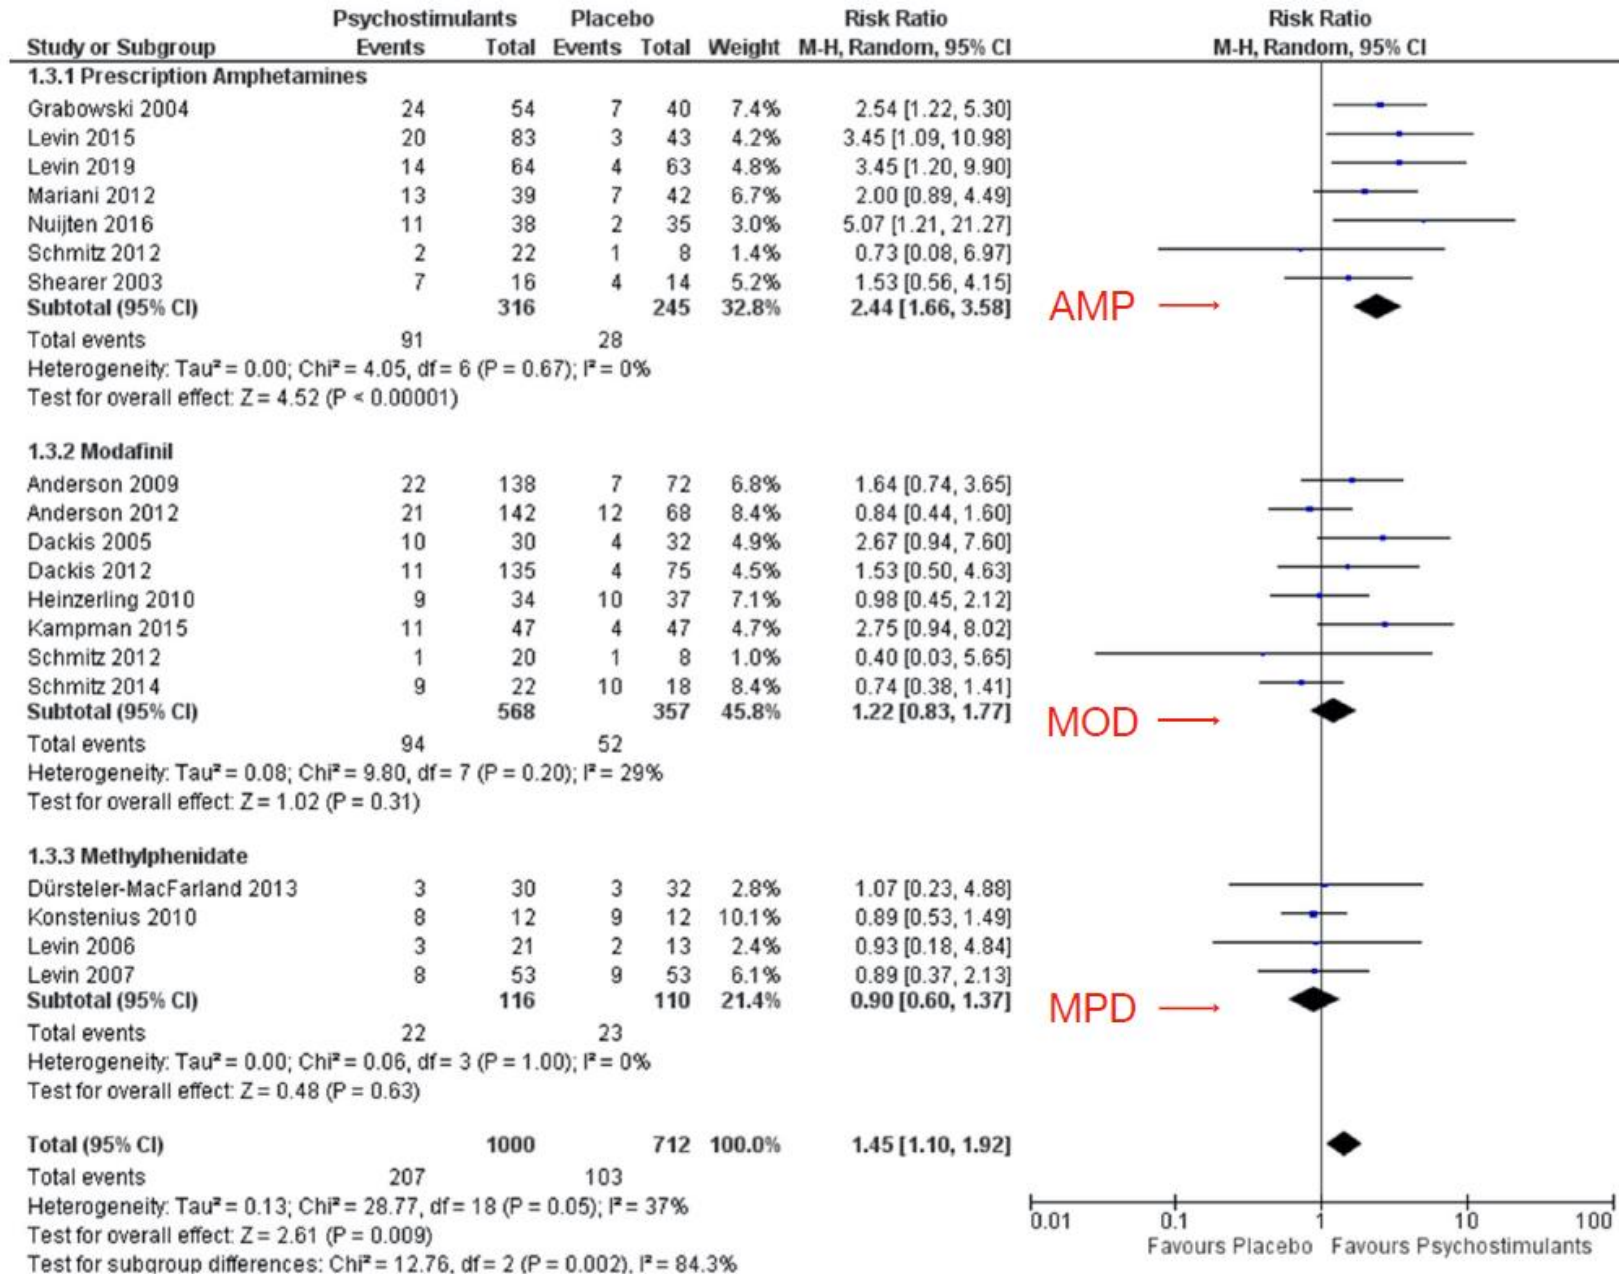 Psychostimulants Placebo Risk Ratio Risk Ratio
Study or Subgroup Events Total Events Total Weight M-H, Random, 95% CI M-H, Random, 95% CI
1.3.1 Prescription Amphetamines
Grabowski 2004 24 54 7 40 7.4% 2.54 [1.22, 5.30]
Levin 2015 20 83 3 43 4.2% 3.45 [1.09, 10.98]
Levin 2019 14 64 4 63 4.8% 3.45 [1.20, 9.90]
Mariani 2012 13 39 7 42 6.7% 2.00 [0.89, 4.49]
Nuijten 2016 11 38 2 35 3.0% 5.07 [1.21, 21.27]
Schmitz 2012 2 22 1 8 1.4% 0.73 [0.08, 6.97]
Shearer 2003 7 16 4 14 5.2% 1.53 [0.56, 4.15]
Subtotal (95% CI) 316 245 32.8% 2.44 [1.66, 3.58] AMP →
Total events 91 28
Heterogeneity: Tau² = 0.00; Chi² = 4.05, df = 6 (P = 0.67); I² = 0%
Test for overall effect: Z = 4.52 (P < 0.00001)
1.3.2 Modafinil
Anderson 2009 22 138 7 72 6.8% 1.64 [0.74, 3.65]
Anderson 2012 21 142 12 68 8.4% 0.84 [0.44, 1.60]
Dackis 2005 10 30 4 32 4.9% 2.67 [0.94, 7.60]
Dackis 2012 11 135 4 75 4.5% 1.53 [0.50, 4.63]
Heinzerling 2010 9 34 10 37 7.1% 0.98 [0.45, 2.12]
Kampman 2015 11 47 4 47 4.7% 2.75 [0.94, 8.02]
Schmitz 2012 1 20 1 8 1.0% 0.40 [0.03, 5.65]
Schmitz 2014 9 22 10 18 8.4% 0.74 [0.38, 1.41]
Subtotal (95% CI) 568 357 45.8% 1.22 [0.83, 1.77] MOD →
Total events 94 52
Heterogeneity: Tau² = 0.08; Chi² = 9.80, df = 7 (P = 0.20); I² = 29%
Test for overall effect: Z = 1.02 (P = 0.31)
1.3.3 Methylphenidate
Dürsteler-MacFarland 2013 3 30 3 32 2.8% 1.07 [0.23, 4.88]
Konstenius 2010 8 12 9 12 10.1% 0.89 [0.53, 1.49]
Levin 2006 3 21 2 13 2.4% 0.93 [0.18, 4.84]
Levin 2007 8 53 9 53 6.1% 0.89 [0.37, 2.13]
Subtotal (95% CI) 116 110 21.4% 0.90 [0.60, 1.37] MPD →
Total events 22 23
Heterogeneity: Tau² = 0.00; Chi² = 0.06, df = 3 (P = 1.00); I² = 0%
Test for overall effect: Z = 0.48 (P = 0.63)
Total (95% CI) 1000 712 100.0% 1.45 [1.10, 1.92]
Total events 207 103
Heterogeneity: Tau² = 0.13; Chi² = 28.77, df = 18 (P = 0.05); I² = 37%
0.01 0.1 1 10 100
Test for overall effect: Z = 2.61 (P = 0.009)
Favours Placebo Favours Psychostimulants
Test for subgroup differences: Chi² = 12.76, df = 2 (P = 0.002), I² = 84.3%